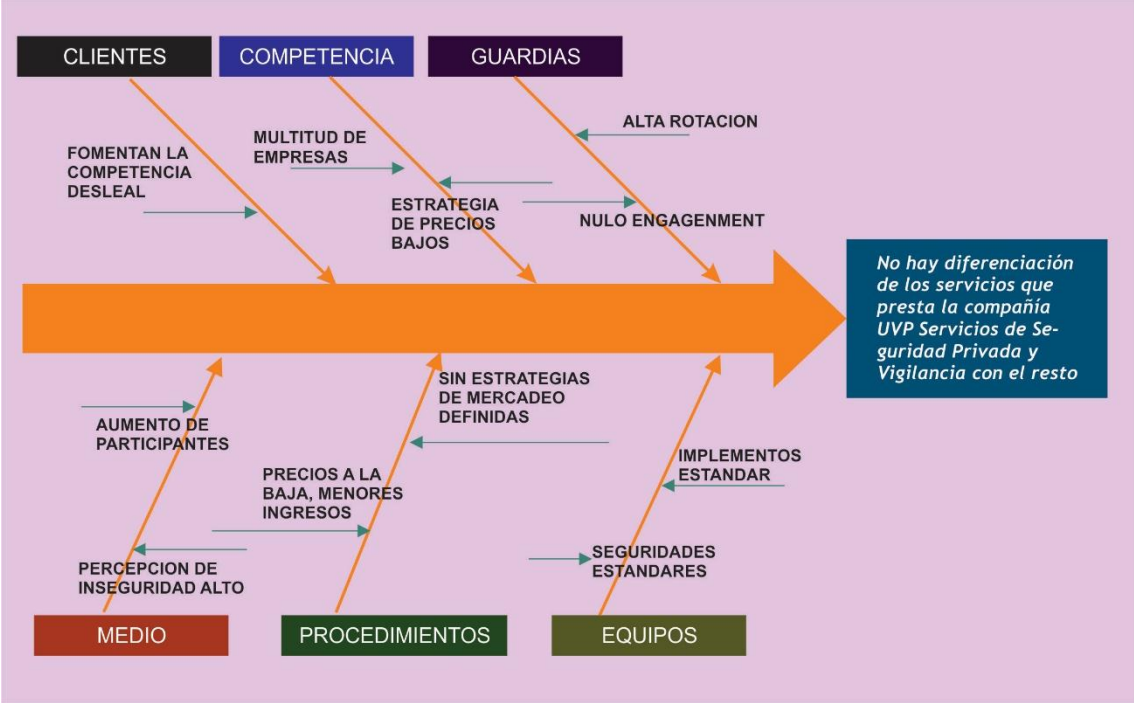 CLIENTES
COMPETENCIA
GUARDIAS
FOMENTAN LA
COMPETENCIA
DESLEAL
MULTITUD DE
EMPRESAS
ESTRATEGIA
DE PRECIOS
BAJOS
ALTA ROTACION
NULO ENGAGENMENT
No hay diferenciación
de los servicios que
presta la compañía
UVP Servicios de Se-
guridad Privada y
Vigilancia con el resto
AUMENTO DE
PARTICIPANTES
PERCEPCION DE
INSEGURIDAD ALTO
SIN ESTRATEGIAS
DE MERCADEO
DEFINIDAS
PRECIOS A LA
BAJA, MENORES
INGRESOS
IMPLEMENTOS
ESTANDAR
SEGURIDADES
ESTANDARES
MEDIO
PROCEDIMIENTOS
EQUIPOS